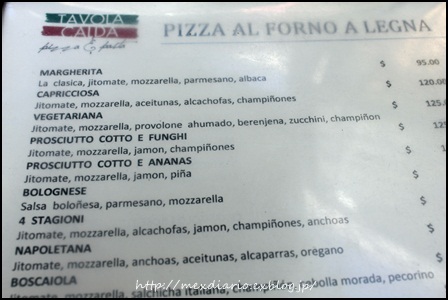 TAVOLA
CALDA
pizza & pasta
PIZZA AL FORNO A LEGNA
MARGHERITA $ 95.00
La clasica, jitomate, mozzarella, parmesano, albaca
CAPRICCIOSA $ 120.00
Jitomate, mozzarella, aceitunas, alcachofas, champiñones
VEGETARIANA $ 125.
Jitomate, mozzarella, provolone ahumado, berenjena, zucchini, champiñon
PROSCIUTTO COTTO E FUNGHI $ 125
Jitomate, mozzarella, jamon, champiñones
PROSCIUTTO COTTO E ANANAS $
Jitomate, mozzarella, jamon, piña
BOLOGNESE $
Salsa boloñesa, parmesano, mozzarella
4 STAGIONI $
Jitomate, mozzarella, alcachofas, jamon, champiñones, anchoas
NAPOLETANA $
Jitomate, mozzarella, anchoas, aceitunas, alcaparras, oregano
BOSCAIOLA
Jitomate, mozzarella, salchicha italiana, cebolla morada, pecorino
http://mexdiario.exblog.jp/